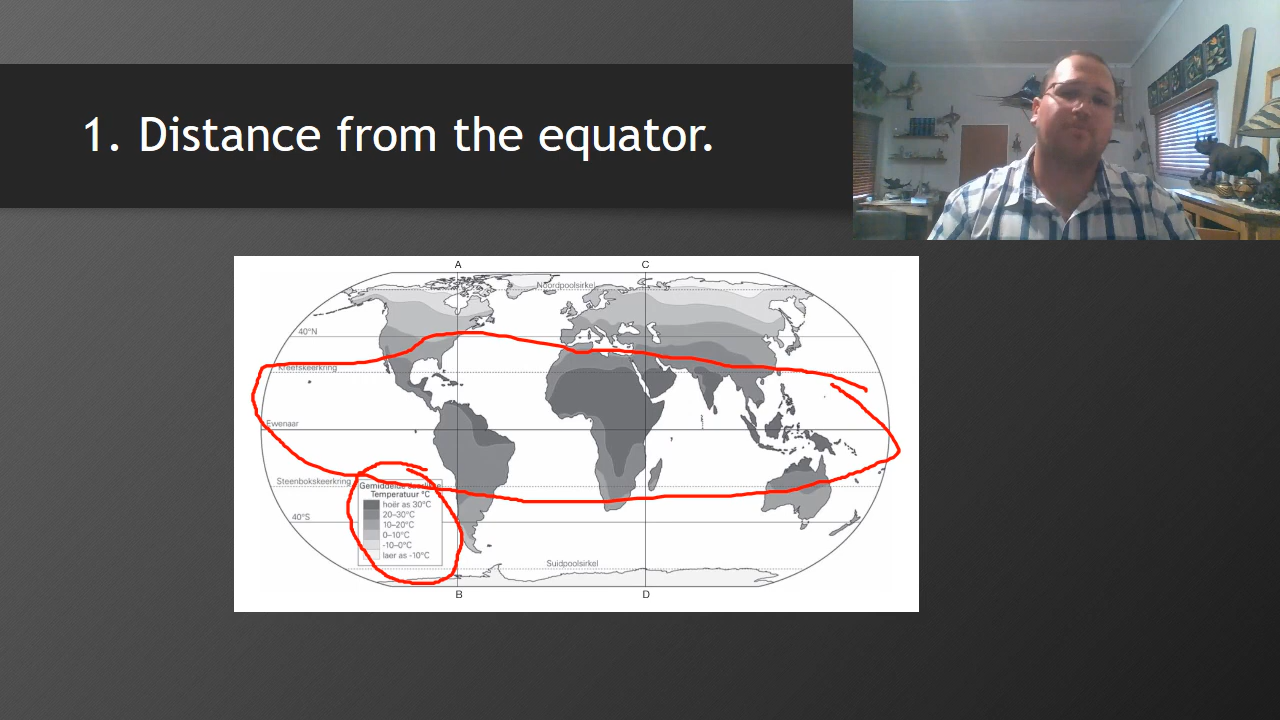 1. Distance from the equator.
A
C
Noordpoolsirkel
40°N
Kreefskeerkring
Ewenaar
Steenbokskeerkring
Gemiddelde
Temperatuur °C
hoër as 30°C
20–30°C
10–20°C
0–10°C
-10–0°C
laer as -10°C
40°S
Suidpoolsirkel
B
D